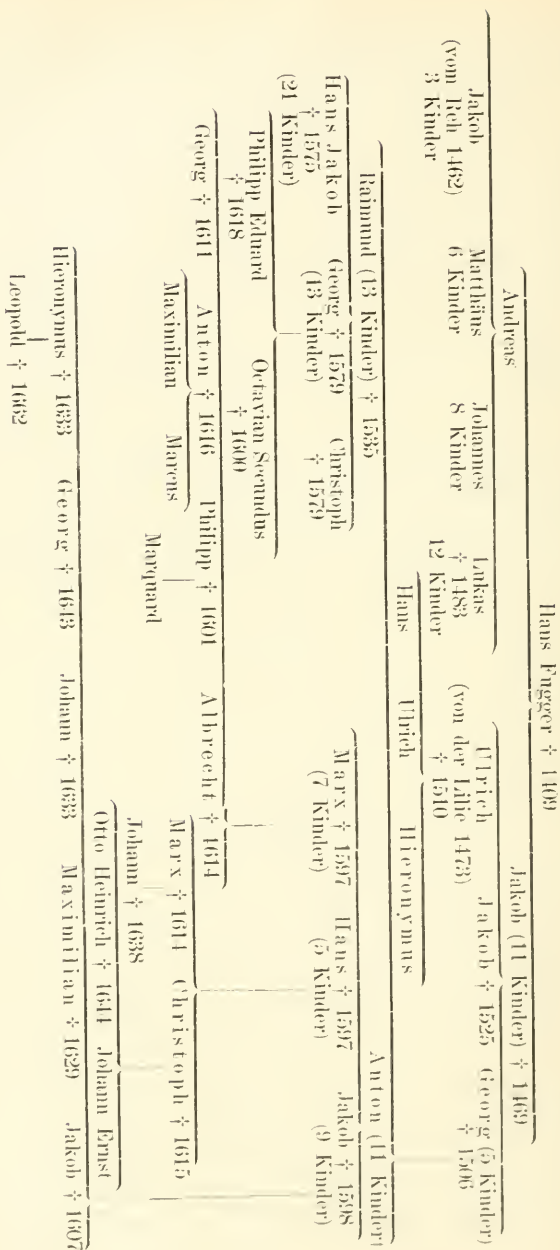 Hans Fugger † 1409
Andreas Jakob (11 Kinder) † 1469
Jakob Matthäus Johannes Lukas Ulrich Jakob † 1525 Georg (5 Kinder)
(vom Reh 1462) 6 Kinder 8 Kinder † 1483 (von der Lilie 1473) † 1506
3 Kinder 12 Kinder † 1510
Hans Ulrich Hieronymus
Raimund (13 Kinder) † 1535 Anton (11 Kinder)
Hans Jakob Georg † 1579 Christoph Marx † 1597 Hans † 1597 Jakob † 1598
† 1575 (13 Kinder) † 1579 (7 Kinder) (5 Kinder) (9 Kinder)
(21 Kinder)
Philipp Eduard Octavian Secundus
† 1618 † 1600
Georg † 1611 Anton † 1616 Philipp † 1601 Albrecht † 1614
Maximilian Marcus Marx † 1614 Christoph † 1615
Marquard
Johann † 1638
Otto Heinrich † 1644 Johann Ernst
Hieronymus † 1633 Georg † 1643 Johann † 1633 Maximilian † 1629 Jakob † 1607
Leopold † 1662